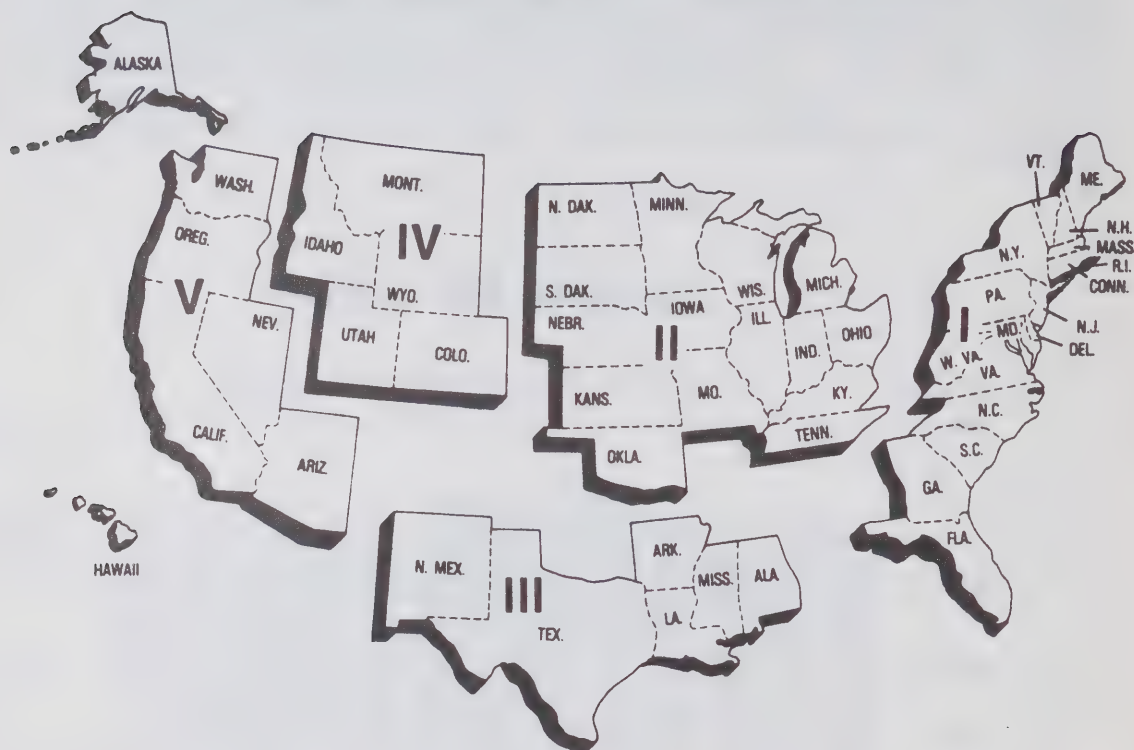 ALASKA
WASH.
OREG.
V
NEV.
CALIF.
ARIZ.
HAWAII
MONT.
IV
IDAHO
WYO.
UTAH
COLO.
N. DAK.
MINN.
S. DAK.
WIS.
MICH.
IOWA
NEBR.
II
ILL.
IND.
OHIO
KANS.
MO.
KY.
TENN.
OKLA.
N. MEX.
III
TEX.
ARK.
MISS.
ALA.
LA.
VT.
ME.
N.H.
MASS.
N.Y.
R.I.
CONN.
PA.
N.J.
I
MD.
DEL.
W. VA.
VA.
N.C.
S.C.
GA.
FLA.